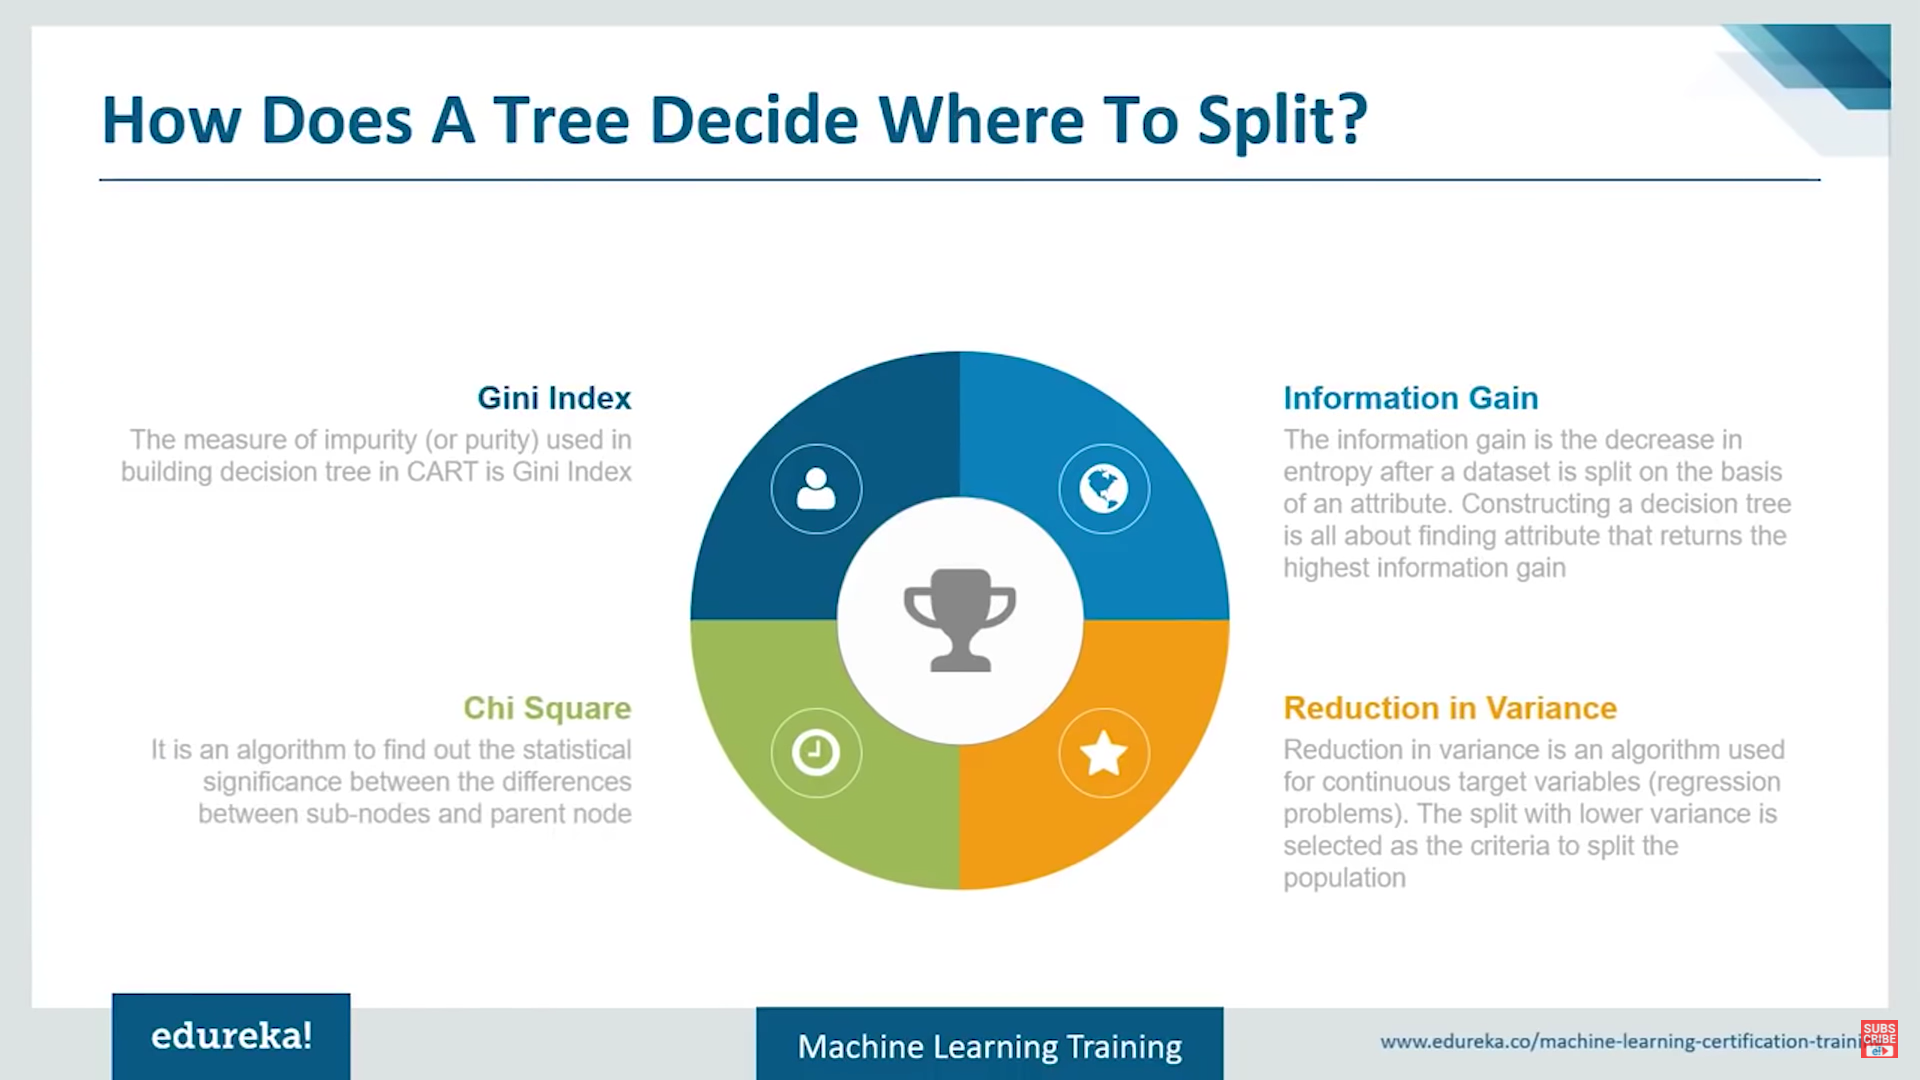 How Does A Tree Decide Where To Split?
Gini Index
The measure of impurity (or purity) used in
building decision tree in CART is Gini Index
Information Gain
The information gain is the decrease in
entropy after a dataset is split on the basis
of an attribute. Constructing a decision tree
is all about finding attribute that returns the
highest information gain
Chi Square
It is an algorithm to find out the statistical
significance between the differences
between sub-nodes and parent node
Reduction in Variance
Reduction in variance is an algorithm used
for continuous target variables (regression
problems). The split with lower variance is
selected as the criteria to split the
population
edureka!
Machine Learning Training
www.edureka.co/machine-learning-certification-traini
SUBS
CRIBE
e!